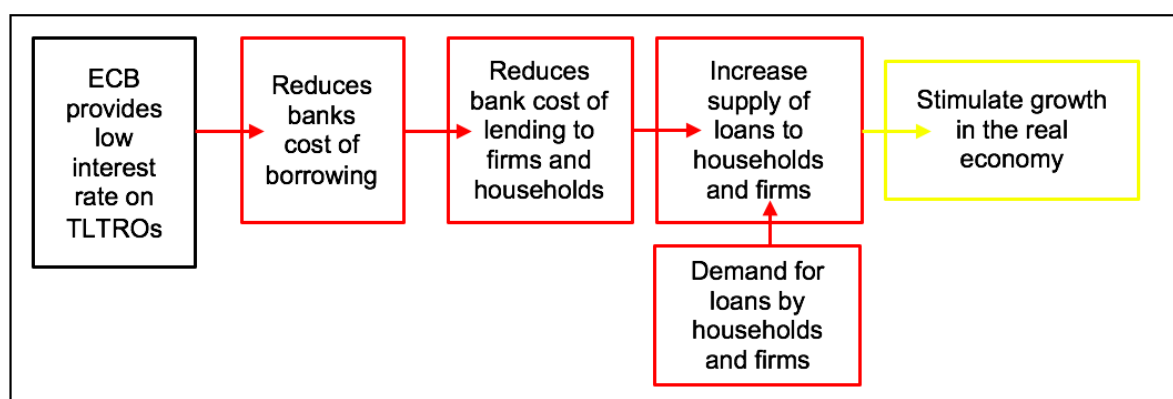 ECB
provides
low
interest
rate on
TLTROs
Reduces
banks
cost of
borrowing
Reduces
bank cost of
lending to
firms and
households
Increase
supply of
loans to
households
and firms
Stimulate growth
in the real
economy
Demand for
loans by
households
and firms